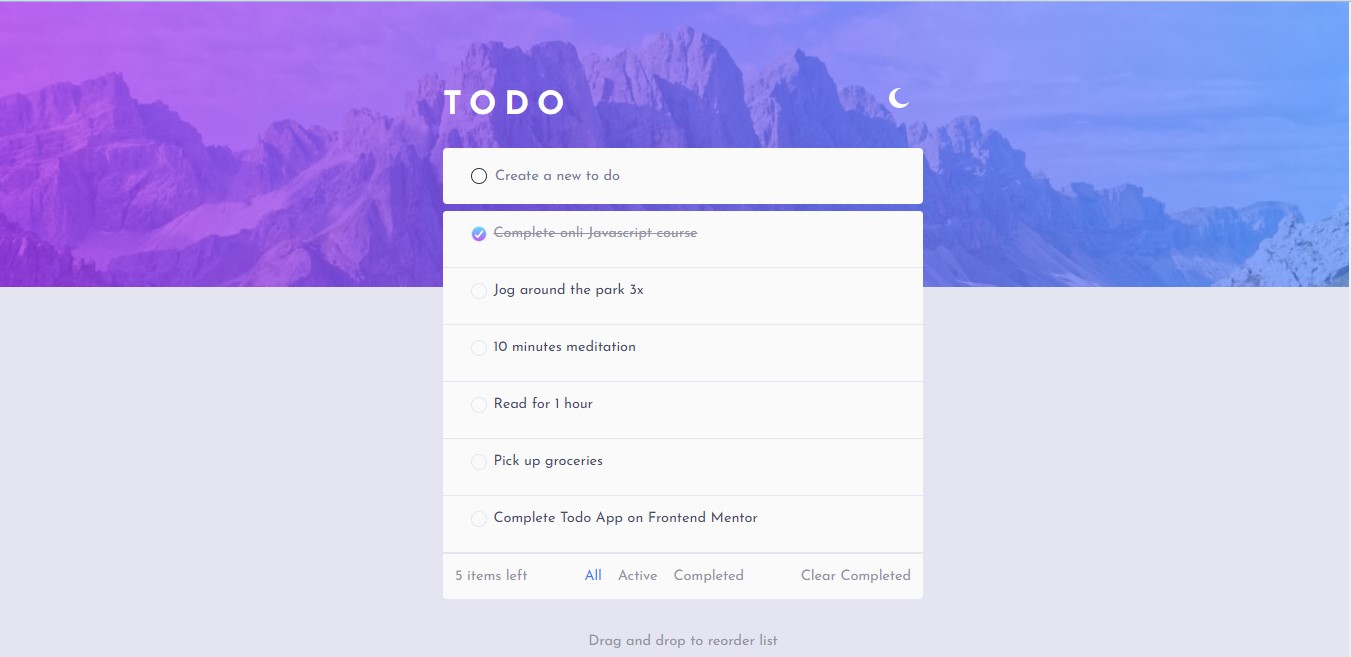 TODO
Create a new to do
Complete onli Javascript course
Jog around the park 3x
10 minutes meditation
Read for 1 hour
Pick up groceries
Complete Todo App on Frontend Mentor
5 items left All Active Completed Clear Completed
Drag and drop to reorder list